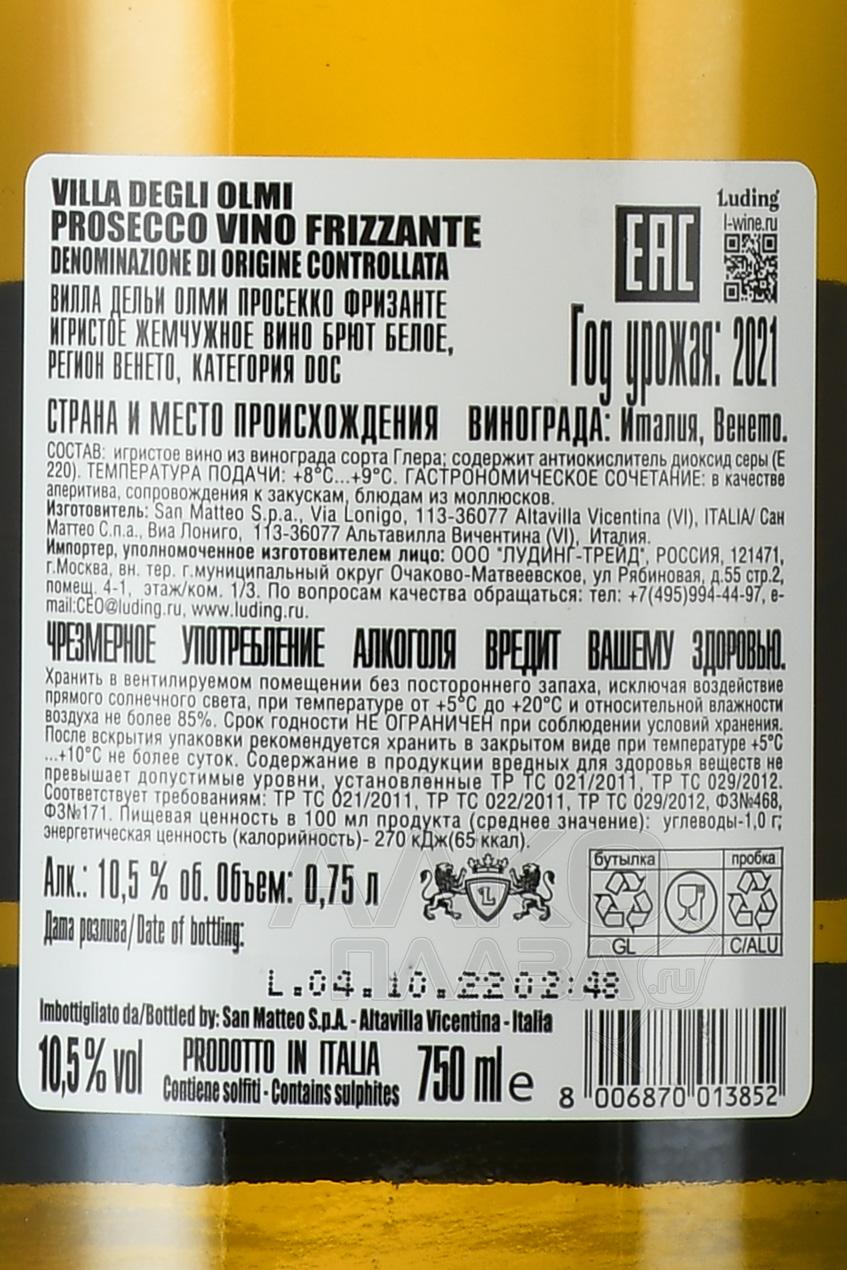 VILLA DEGLI OLMI
PROSECCO VINO FRIZZANTE
DENOMINAZIONE DI ORIGINE CONTROLLATA
ВИЛЛА ДЕЛЬИ ОЛМИ ПРОСЕККО ФРИЗАНТЕ
ИГРИСТОЕ ЖЕМЧУЖНОЕ ВИНО БРЮТ БЕЛОЕ,
РЕГИОН ВЕНЕТО, КАТЕГОРИЯ DOC
EAC
Luding
l-wine.ru
Год урожая: 2021
СТРАНА И МЕСТО ПРОИСХОЖДЕНИЯ ВИНОГРАДА: Италия, Венето.
СОСТАВ: игристое вино из винограда сорта Глера; содержит антиокислитель диоксид серы (Е
220). ТЕМПЕРАТУРА ПОДАЧИ: +8°С...+9°С. ГАСТРОНОМИЧЕСКОЕ СОЧЕТАНИЕ: в качестве
аперитива, сопровождения к закускам, блюдам из моллюсков.
Изготовитель: San Matteo S.p.a., Via Lonigo, 113-36077 Altavilla Vicentina (VI), ITALIA/ Сан
Маттео С.п.а., Виа Лониго, 113-36077 Альтавилла Вичентина (VI), Италия.
Импортер, уполномоченное изготовителем лицо: ООО "ЛУДИНГ-ТРЕЙД", РОССИЯ, 121471,
г.Москва, вн. тер. г.муниципальный округ Очаково-Матвеевское, ул Рябиновая, д.55 стр.2,
помещ. 4-1, этаж/ком. 1/3. По вопросам качества обращаться: тел: +7(495)994-44-97, e-
mail:CEO@luding.ru, www.luding.ru.
ЧРЕЗМЕРНОЕ УПОТРЕБЛЕНИЕ АЛКОГОЛЯ ВРЕДИТ ВАШЕМУ ЗДОРОВЬЮ.
Хранить в вентилируемом помещении без постороннего запаха, исключая воздействие
прямого солнечного света, при температуре от +5°С до +20°С и относительной влажности
воздуха не более 85%. Срок годности НЕ ОГРАНИЧЕН при соблюдении условий хранения.
После вскрытия упаковки рекомендуется хранить в закрытом виде при температуре +5°С
...+10°С не более суток. Содержание в продукции вредных для здоровья веществ не
превышает допустимые уровни, установленные ТР ТС 021/2011, ТР ТС 029/2012.
Соответствует требованиям: ТР ТС 021/2011, ТР ТС 022/2011, ТР ТС 029/2012, ФЗ№468,
ФЗ№171. Пищевая ценность в 100 мл продукта (среднее значение): углеводы-1,0 г;
энергетическая ценность (калорийность)- 270 кДж(65 ккал).
Алк.: 10,5 % об. Объем: 0,75 л
L
бутылка
пробка
GL
C/ALU
Дата розлива/Date of bottling:
АЛКО
ПЛАЗА.ru
L.04.10.22 02:48
Imbottigliato da/Bottled by: San Matteo S.p.A. - Altavilla Vicentina - Italia
10,5% vol
PRODOTTO IN ITALIA
Contiene solfiti - Contains sulphites
750 ml e
8 006870 013852